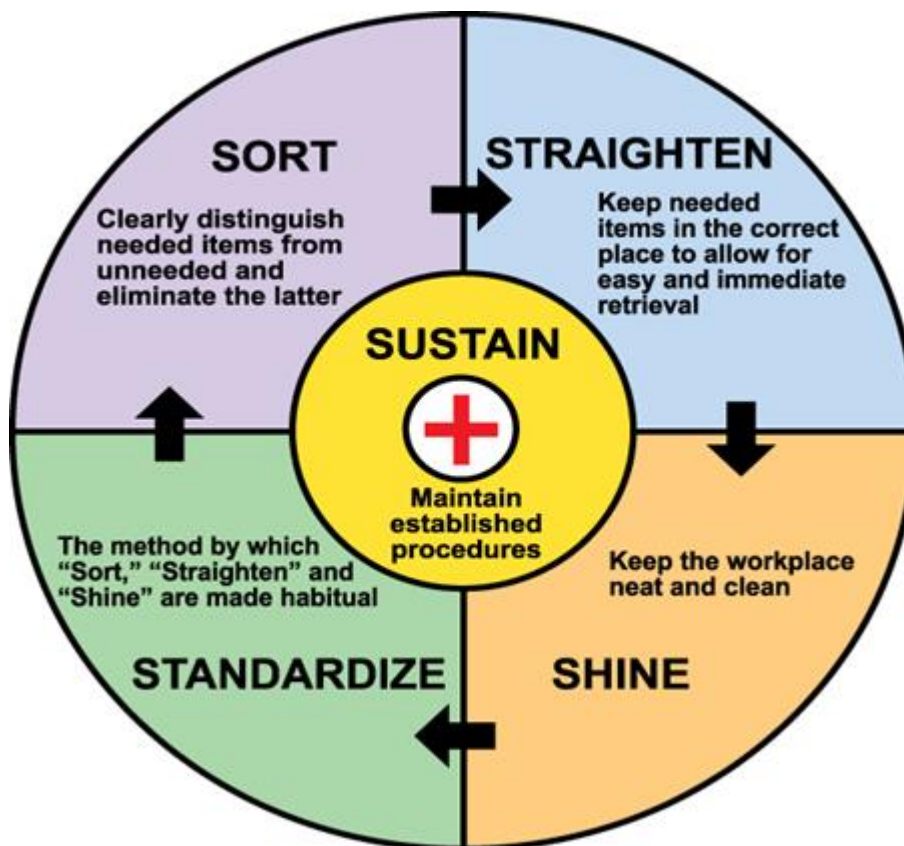 SORT
Clearly distinguish
needed items from
unneeded and
eliminate the latter
STRAIGHTEN
Keep needed
items in the correct
place to allow for
easy and immediate
retrieval
SUSTAIN
Maintain
established
procedures
Keep the workplace
neat and clean
SHINE
The method by which
“Sort,” “Straighten” and
“Shine” are made habitual
STANDARDIZE